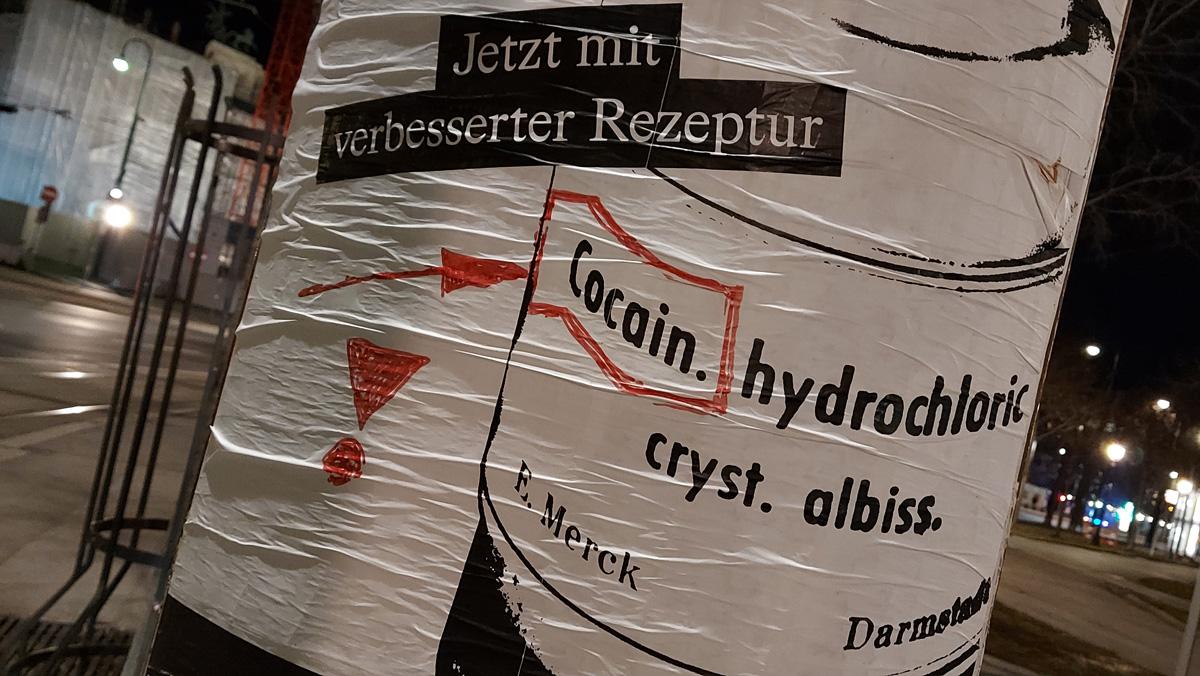 Jetzt mit
verbesserter Rezeptur
Cocain. hydrochloric
cryst. albiss.
E. Merck
Darmstadt